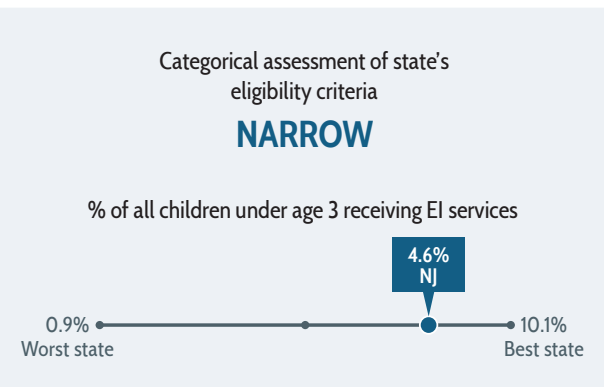 Categorical assessment of state's
eligibility criteria
NARROW
% of all children under age 3 receiving EI services
4.6%
NJ
0.9%
Worst state
10.1%
Best state